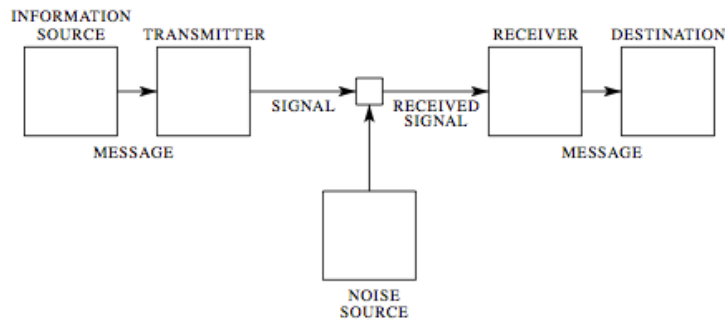 INFORMATION
SOURCE
TRANSMITTER
RECEIVER
DESTINATION
SIGNAL
RECEIVED
SIGNAL
MESSAGE
MESSAGE
NOISE
SOURCE